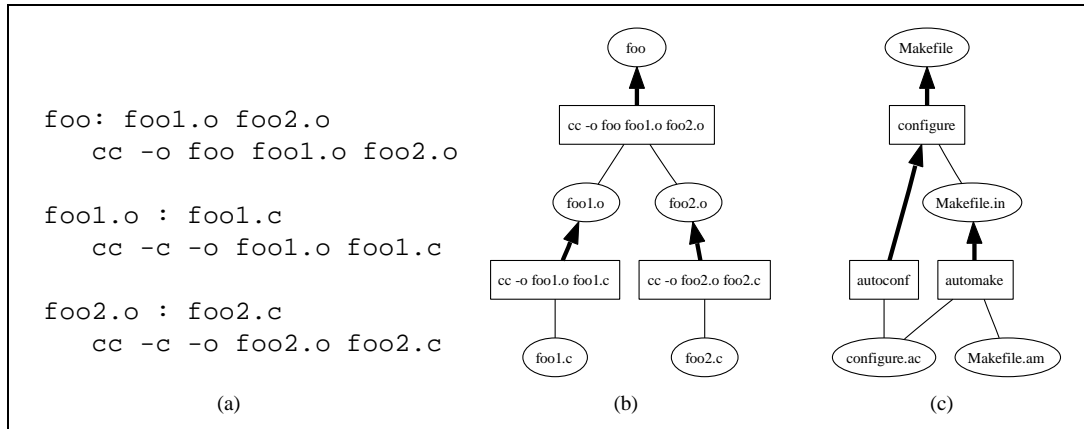 foo: foo1.o foo2.o
cc -o foo foo1.o foo2.o
foo1.o : foo1.c
cc -c -o foo1.o foo1.c
foo2.o : foo2.c
cc -c -o foo2.o foo2.c
(a)
foo
cc -o foo foo1.o foo2.o
foo1.o
foo2.o
cc -o foo1.o foo1.c
cc -o foo2.o foo2.c
foo1.c
foo2.c
(b)
Makefile
configure
Makefile.in
autoconf
automake
configure.ac
Makefile.am
(c)